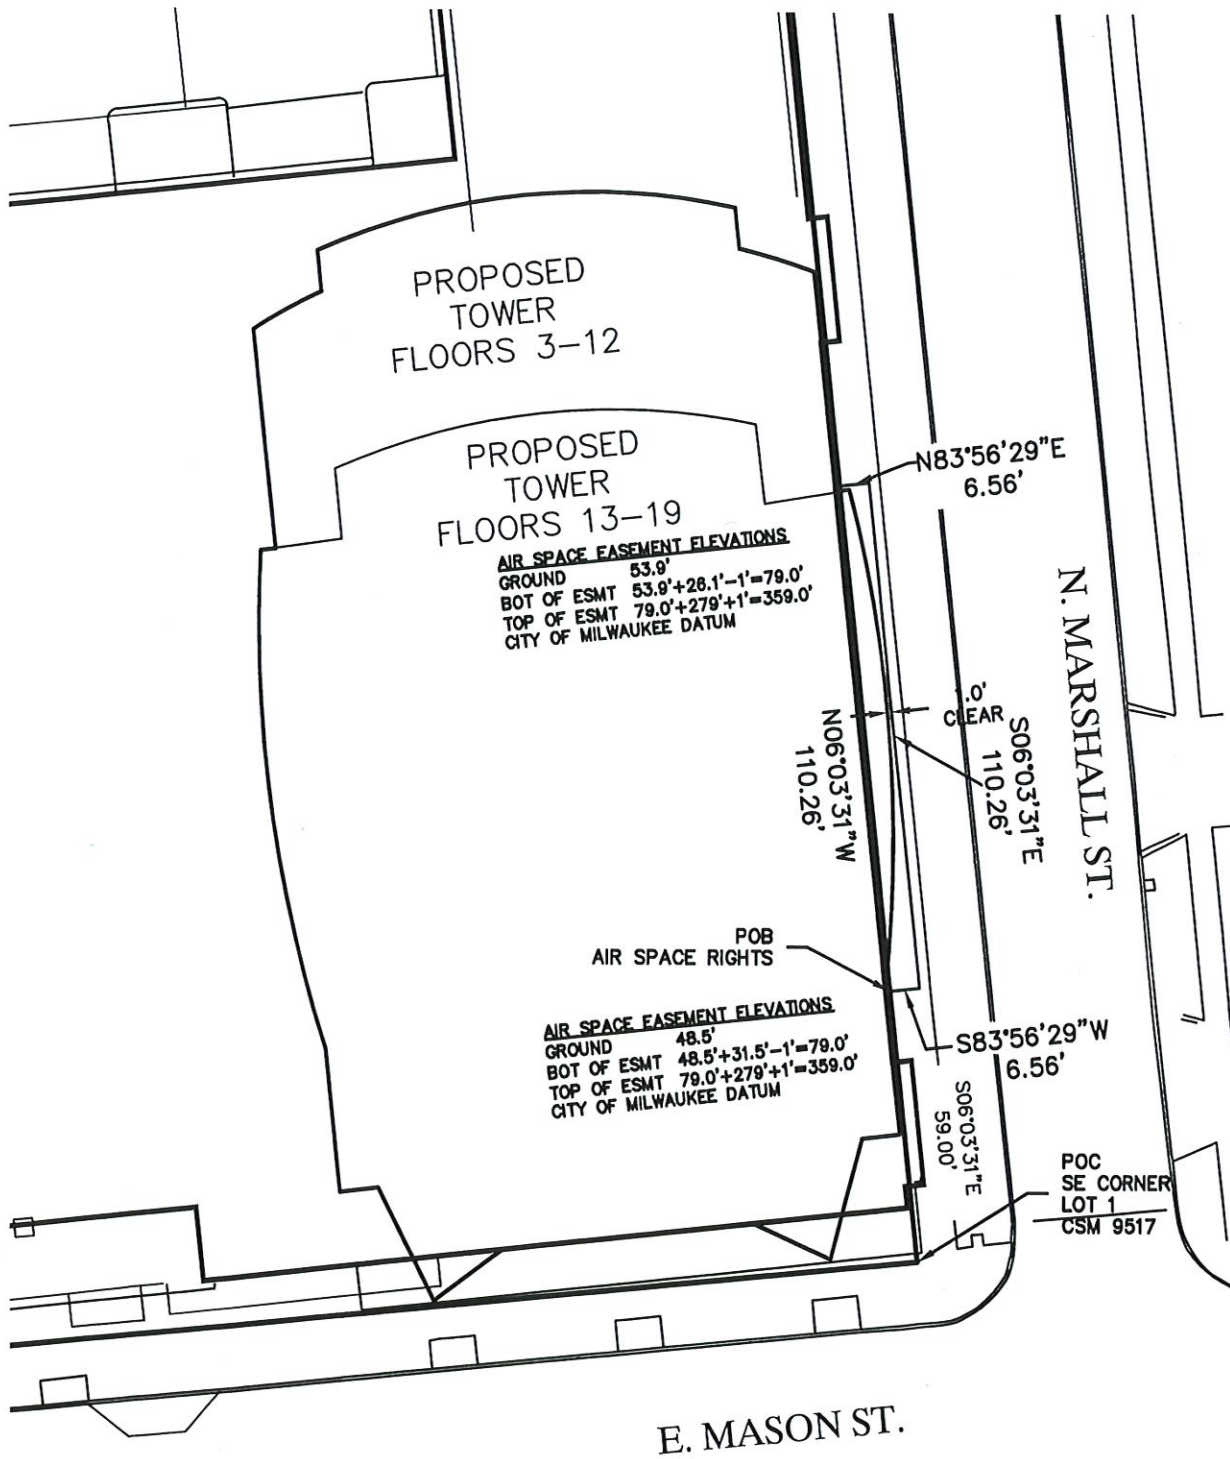 PROPOSED
TOWER
FLOORS 3-12
PROPOSED
TOWER
FLOORS 13-19
AIR SPACE EASEMENT ELEVATIONS
GROUND 53.9'
BOT OF ESMT 53.9'+26.1'-1'=79.0'
TOP OF ESMT 79.0'+279'+1'=359.0'
CITY OF MILWAUKEE DATUM
N83°56'29"E
6.56'
N. MARSHALL ST.
.0'
CLEAR
N06°03'31"W
110.26'
S06°03'31"E
110.26'
POB
AIR SPACE RIGHTS
AIR SPACE EASEMENT ELEVATIONS
GROUND 48.5'
BOT OF ESMT 48.5'+31.5'-1'=79.0'
TOP OF ESMT 79.0'+279'+1'=359.0'
CITY OF MILWAUKEE DATUM
S83°56'29"W
6.56'
S06°03'31"E
59.00'
POC
SE CORNER
LOT 1
CSM 9517
E. MASON ST.